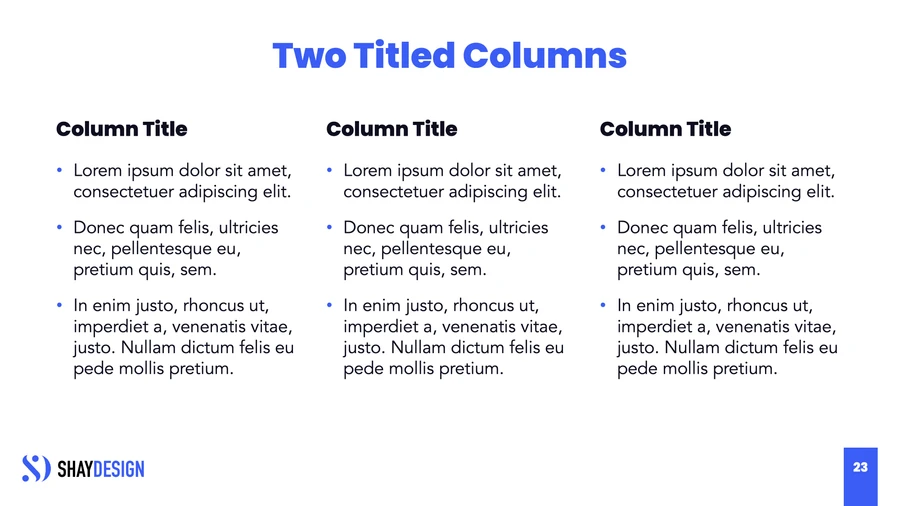 Two Titled Columns
Column Title
• Lorem ipsum dolor sit amet,
consectetuer adipiscing elit.
• Donec quam felis, ultricies
nec, pellentesque eu,
pretium quis, sem.
• In enim justo, rhoncus ut,
imperdiet a, venenatis vitae,
justo. Nullam dictum felis eu
pede mollis pretium.
Column Title
• Lorem ipsum dolor sit amet,
consectetuer adipiscing elit.
• Donec quam felis, ultricies
nec, pellentesque eu,
pretium quis, sem.
• In enim justo, rhoncus ut,
imperdiet a, venenatis vitae,
justo. Nullam dictum felis eu
pede mollis pretium.
Column Title
• Lorem ipsum dolor sit amet,
consectetuer adipiscing elit.
• Donec quam felis, ultricies
nec, pellentesque eu,
pretium quis, sem.
• In enim justo, rhoncus ut,
imperdiet a, venenatis vitae,
justo. Nullam dictum felis eu
pede mollis pretium.
SHAYDESIGN
23